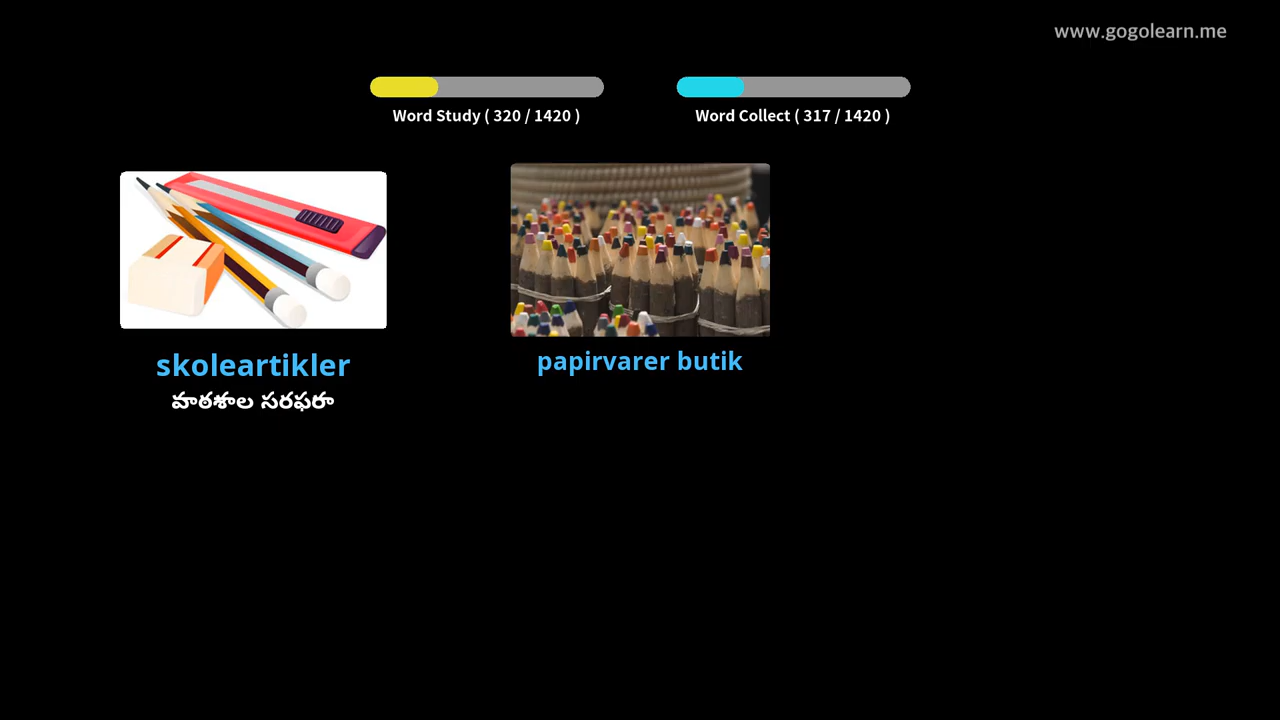 www.gogolearn.me
Word Study ( 320 / 1420 )
Word Collect ( 317 / 1420 )
skoleartikler
పాఠశాల సరఫరా
papirvarer butik